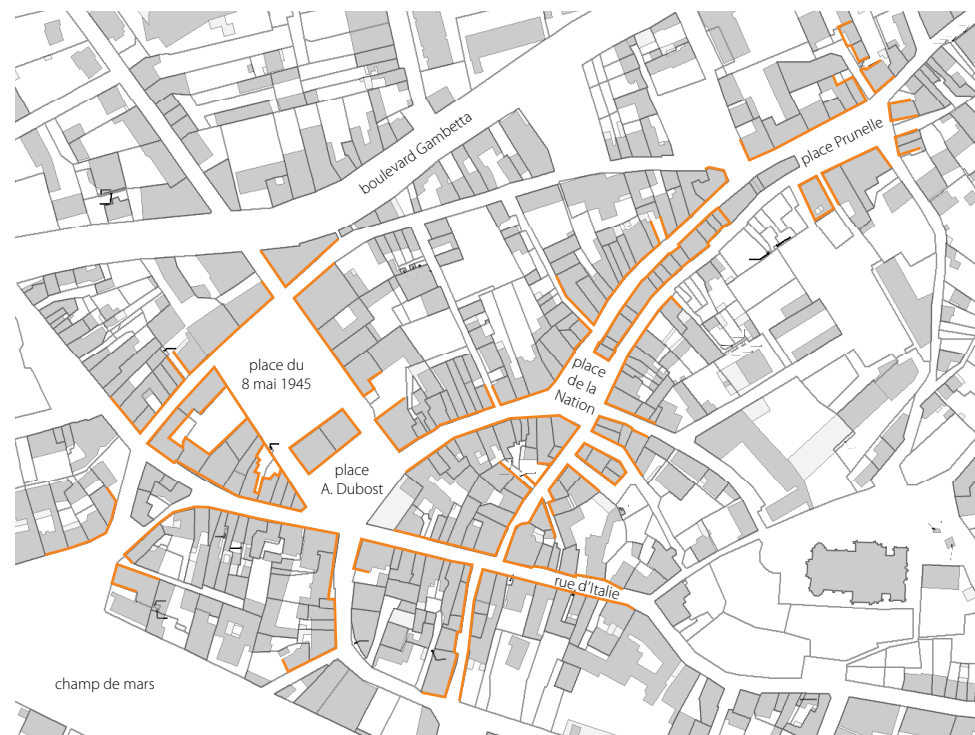 boulevard Gambetta
place Prunelle
place du
8 mai 1945
place
de la
Nation
place
A. Dubost
rue d'Italie
champ de mars